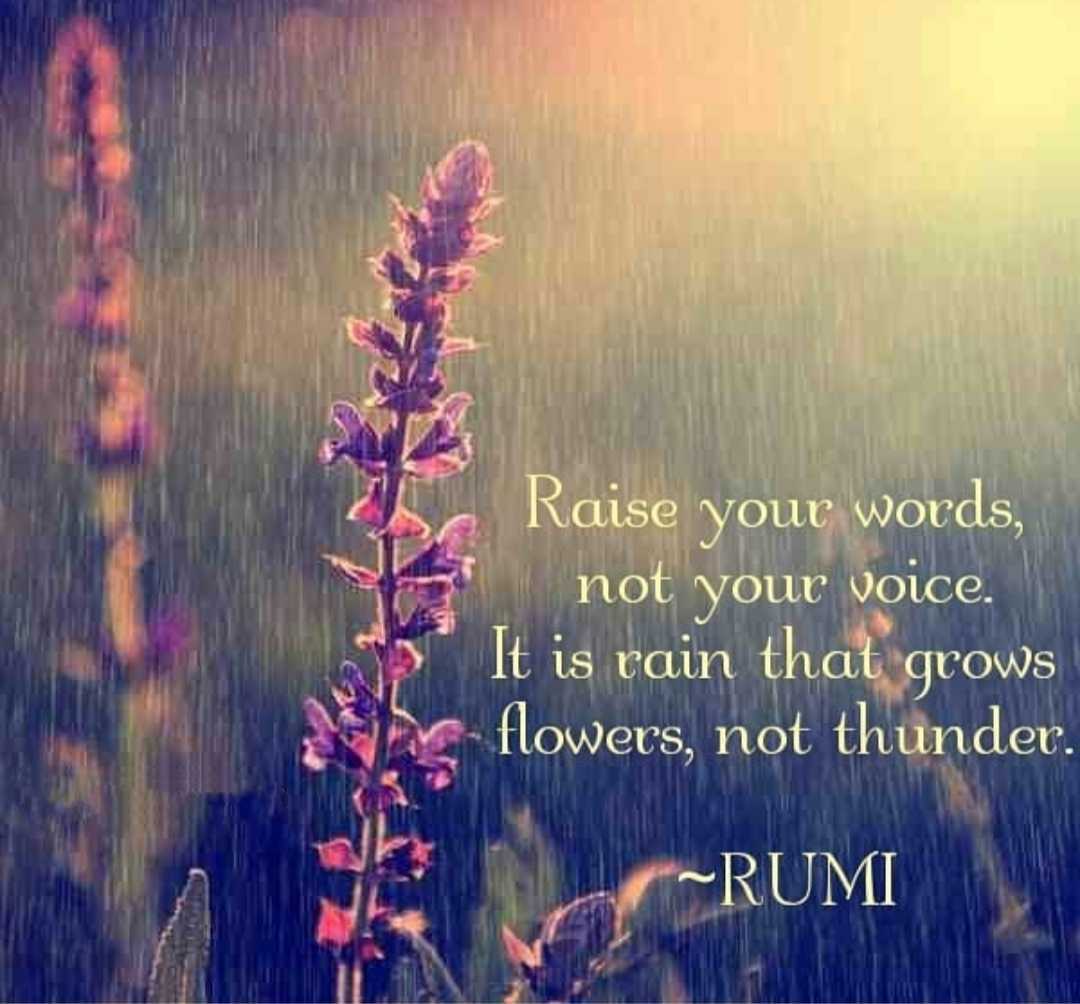 Raise your words,
not your voice.
It is rain that grows
flowers, not thunder.
~RUMI